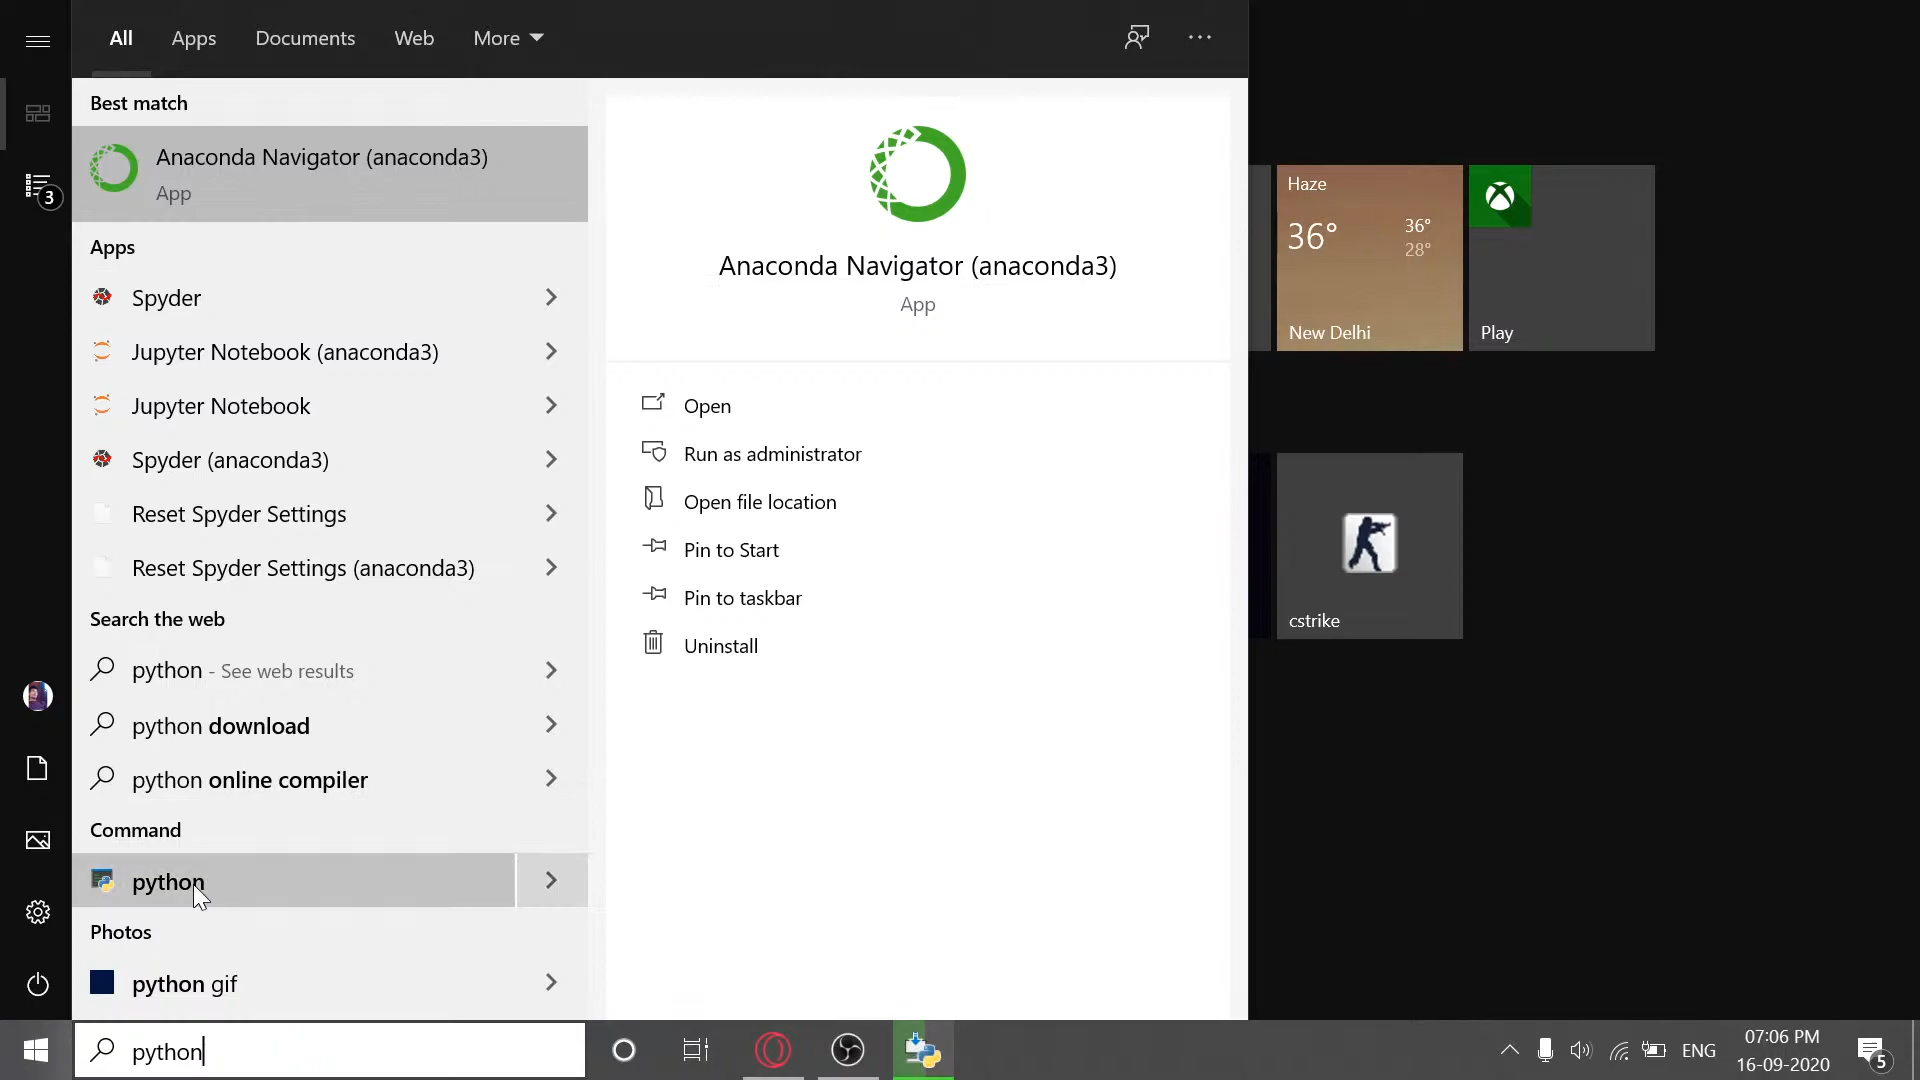 All
Apps
Documents
Web
More
Best match
Anaconda Navigator (anaconda3)
App
Apps
Spyder
Jupyter Notebook (anaconda3)
Jupyter Notebook
Spyder (anaconda3)
Reset Spyder Settings
Reset Spyder Settings (anaconda3)
Search the web
python - See web results
python download
python online compiler
Command
python
Photos
python gif
python
Anaconda Navigator (anaconda3)
App
Open
Run as administrator
Open file location
Pin to Start
Pin to taskbar
Uninstall
Haze
36°
36°
28°
New Delhi
Play
cstrike
3
ENG
07:06 PM
16-09-2020
5